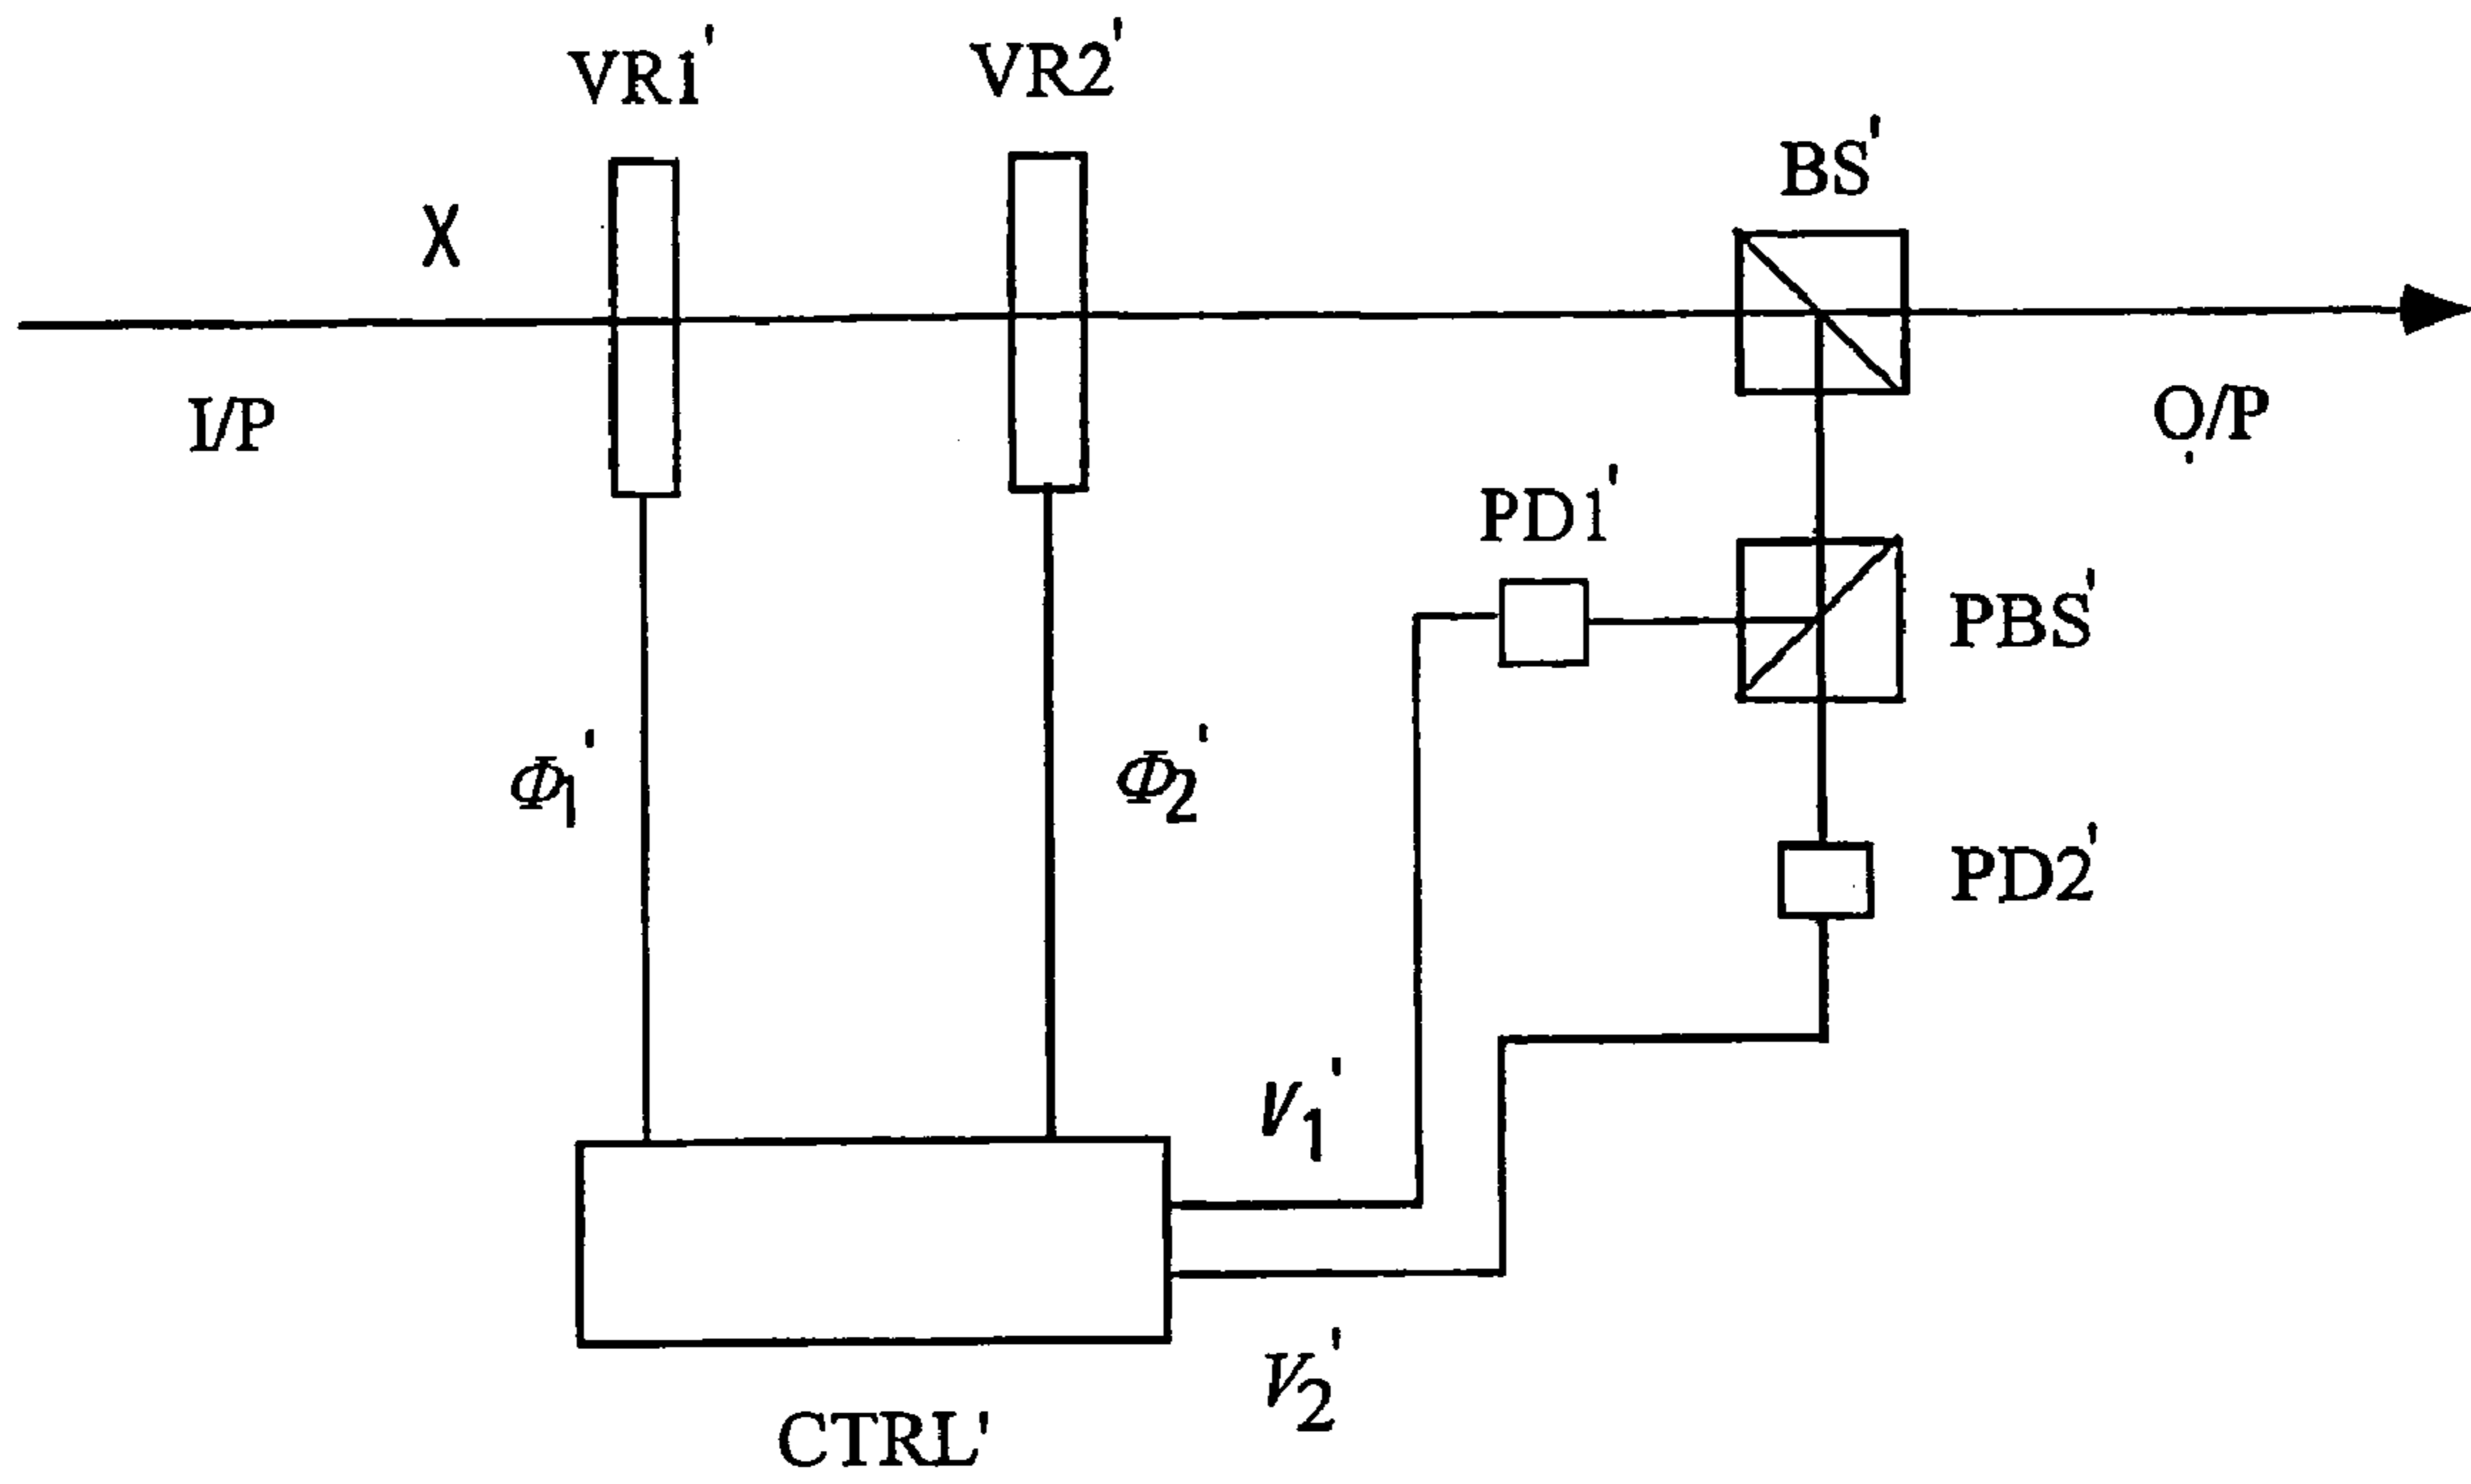 VR1'
VR2'
BS'
X
I/P
O/P
PD1'
PBS'
Φ1'
Φ2'
PD2'
V1'
V2'
CTRL'